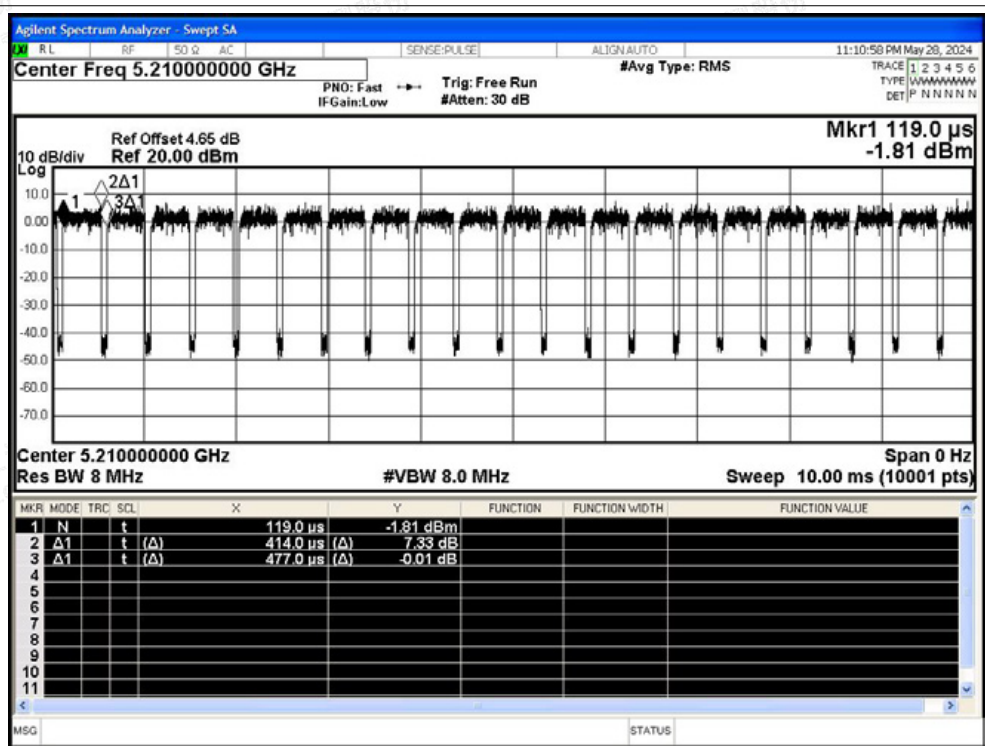 Agilent Spectrum Analyzer - Swept SA
LXI RL RF 50 Ω AC SENSE:PULSE ALIGN AUTO 11:10:58 PM May 28, 2024
Center Freq 5.210000000 GHz #Avg Type: RMS TRACE 1 2 3 4 5 6
PNO: Fast Trig: Free Run TYPE WWWWWW
IFGain:Low #Atten: 30 dB DET P N N N N N
Mkr1 119.0 µs
Ref Offset 4.65 dB
10 dB/div Ref 20.00 dBm -1.81 dBm
Log
2Δ1
10.0
1 3Δ1
0.00
-10.0
-20.0
-30.0
-40.0
-50.0
-60.0
-70.0
Center 5.210000000 GHz Span 0 Hz
Res BW 8 MHz #VBW 8.0 MHz Sweep 10.00 ms (10001 pts)
MKR MODE TRC SCL X Y FUNCTION FUNCTION WIDTH FUNCTION VALUE
1 N t 119.0 µs -1.81 dBm
2 Δ1 t (Δ) 414.0 µs (Δ) 7.33 dB
3 Δ1 t (Δ) 477.0 µs (Δ) -0.01 dB
4
5
6
7
8
9
10
11
MSG STATUS